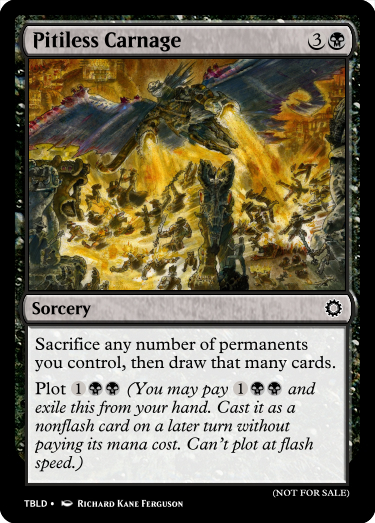 Pitiless Carnage 3
Sorcery
Sacrifice any number of permanents
you control, then draw that many cards.
Plot 1 (You may pay 1 and
exile this from your hand. Cast it as a
nonflash card on a later turn without
paying its mana cost. Can't plot at flash
speed.)
(NOT FOR SALE)
TBLD • RICHARD KANE FERGUSON